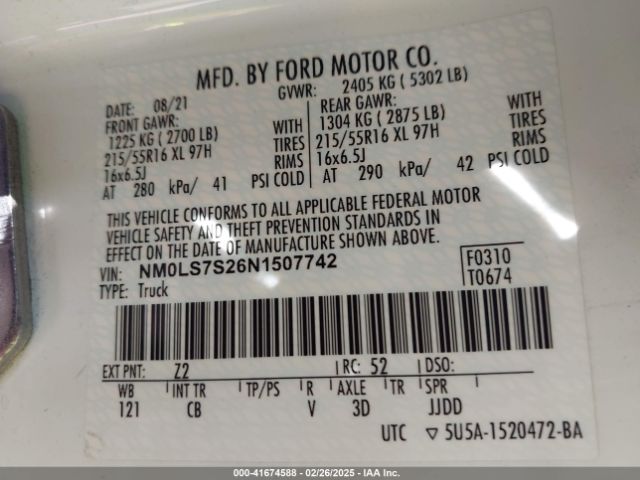 MFD. BY FORD MOTOR CO.
DATE: 08/21 GVWR: 2405 KG ( 5302 LB)
FRONT GAWR: REAR GAWR:
1225 KG ( 2700 LB) WITH 1304 KG ( 2875 LB) WITH
215/55R16 XL 97H TIRES 215/55R16 XL 97H TIRES
16x6.5J RIMS 16x6.5J RIMS
AT 280 kPa/ 41 PSI COLD AT 290 kPa/ 42 PSI COLD
THIS VEHICLE CONFORMS TO ALL APPLICABLE FEDERAL MOTOR
VEHICLE SAFETY AND THEFT PREVENTION STANDARDS IN
EFFECT ON THE DATE OF MANUFACTURE SHOWN ABOVE.
VIN: NM0LS7S26N1507742 F0310
TYPE: Truck T0674
EXT PNT: Z2 RC: 52 DSO:
WB INT TR TP/PS R AXLE TR SPR
121 CB V 3D JJDD
UTC ▽ 5U5A-1520472-BA
000-41674588 - 02/26/2025 - IAA Inc.